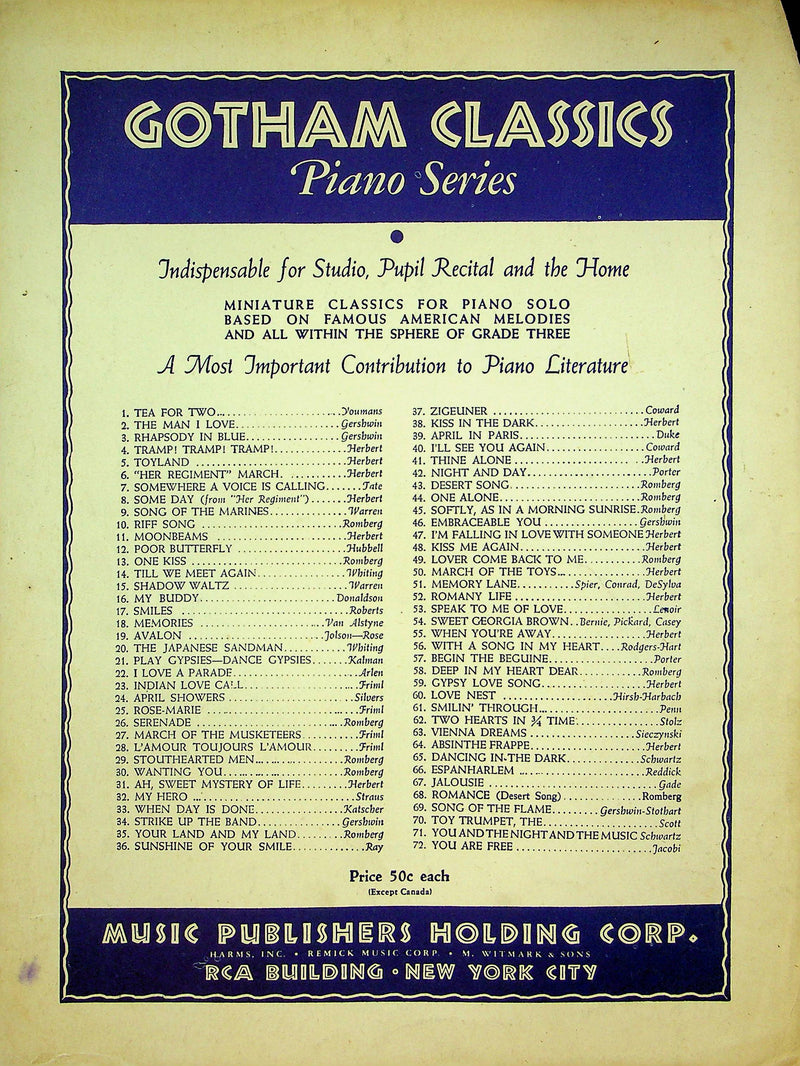 GOTHAM CLASSICS
Piano Series
Indispensable for Studio, Pupil Recital and the Home
MINIATURE CLASSICS FOR PIANO SOLO
BASED ON FAMOUS AMERICAN MELODIES
AND ALL WITHIN THE SPHERE OF GRADE THREE
A Most Important Contribution to Piano Literature
1. TEA FOR TWO........................Youmans
2. THE MAN I LOVE....................Gershwin
3. RHAPSODY IN BLUE..................Gershwin
4. TRAMP! TRAMP! TRAMP!..............Herbert
5. TOYLAND ..........................Herbert
6. "HER REGIMENT" MARCH. ............Herbert
7. SOMEWHERE A VOICE IS CALLING.......Tate
8. SOME DAY (from "Her Regiment").......Herbert
9. SONG OF THE MARINES...............Warren
10. RIFF SONG ........................Romberg
11. MOONBEAMS ........................Herbert
12. POOR BUTTERFLY ...................Hubbell
13. ONE KISS .........................Romberg
14. TILL WE MEET AGAIN................Whiting
15. SHADOW WALTZ .....................Warren
16. MY BUDDY.........................Donaldson
17. SMILES ...........................Roberts
18. MEMORIES .....................Van Alstyne
19. AVALON .......................Jolson—Rose
20. THE JAPANESE SANDMAN..............Whiting
21. PLAY GYPSIES—DANCE GYPSIES.......Kalman
22. I LOVE A PARADE...................Arlen
23. INDIAN LOVE CALL..................Friml
24. APRIL SHOWERS ....................Silvers
25. ROSE-MARIE .......................Friml
26. SERENADE .........................Romberg
27. MARCH OF THE MUSKETEERS...........Friml
28. L'AMOUR TOUJOURS L'AMOUR..........Friml
29. STOUTHEARTED MEN..................Romberg
30. WANTING YOU.......................Romberg
31. AH, SWEET MYSTERY OF LIFE.........Herbert
32. MY HERO ..........................Straus
33. WHEN DAY IS DONE..................Katscher
34. STRIKE UP THE BAND................Gershwin
35. YOUR LAND AND MY LAND.............Romberg
36. SUNSHINE OF YOUR SMILE.............Ray
37. ZIGEUNER .........................Coward
38. KISS IN THE DARK..................Herbert
39. APRIL IN PARIS.....................Duke
40. I'LL SEE YOU AGAIN................Coward
41. THINE ALONE ......................Herbert
42. NIGHT AND DAY.....................Porter
43. DESERT SONG.......................Romberg
44. ONE ALONE.........................Romberg
45. SOFTLY, AS IN A MORNING SUNRISE.Romberg
46. EMBRACEABLE YOU .................Gershwin
47. I'M FALLING IN LOVE WITH SOMEONE Herbert
48. KISS ME AGAIN.....................Herbert
49. LOVER COME BACK TO ME............Romberg
50. MARCH OF THE TOYS.................Herbert
51. MEMORY LANE..........Spier, Conrad, DeSylva
52. ROMANY LIFE ......................Herbert
53. SPEAK TO ME OF LOVE...............Lenoir
54. SWEET GEORGIA BROWN..Bernie, Pickard, Casey
55. WHEN YOU'RE AWAY..................Herbert
56. WITH A SONG IN MY HEART....Rodgers-Hart
57. BEGIN THE BEGUINE.................Porter
58. DEEP IN MY HEART DEAR.............Romberg
59. GYPSY LOVE SONG...................Herbert
60. LOVE NEST ..................Hirsh-Harbach
61. SMILIN' THROUGH....................Penn
62. TWO HEARTS IN ¾ TIME..............Stolz
63. VIENNA DREAMS ..................Sieczynski
64. ABSINTHE FRAPPE...................Herbert
65. DANCING IN-THE DARK..............Schwartz
66. ESPANHARLEM ......................Reddick
67. JALOUSIE ..........................Gade
68. ROMANCE (Desert Song) ............Romberg
69. SONG OF THE FLAME.........Gershwin-Stothart
70. TOY TRUMPET, THE...................Scott
71. YOU AND THE NIGHT AND THE MUSIC Schwartz
72. YOU ARE FREE ......................Jacobi
Price 50c each
(Except Canada)
MUSIC PUBLISHERS HOLDING CORP.
HARMS, INC. • REMICK MUSIC CORP. • M. WITMARK & SONS
RCA BUILDING • NEW YORK CITY